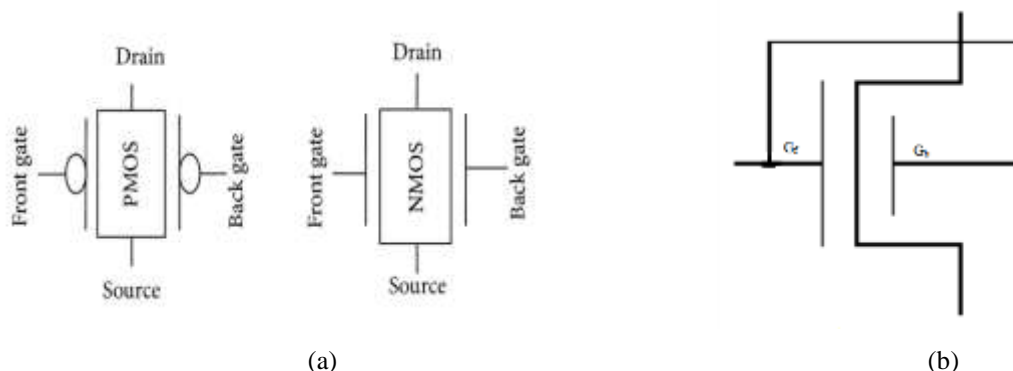 Drain
Front gate
PMOS
Back gate
Source
Drain
Front gate
NMOS
Back gate
Source
(a)
(b)